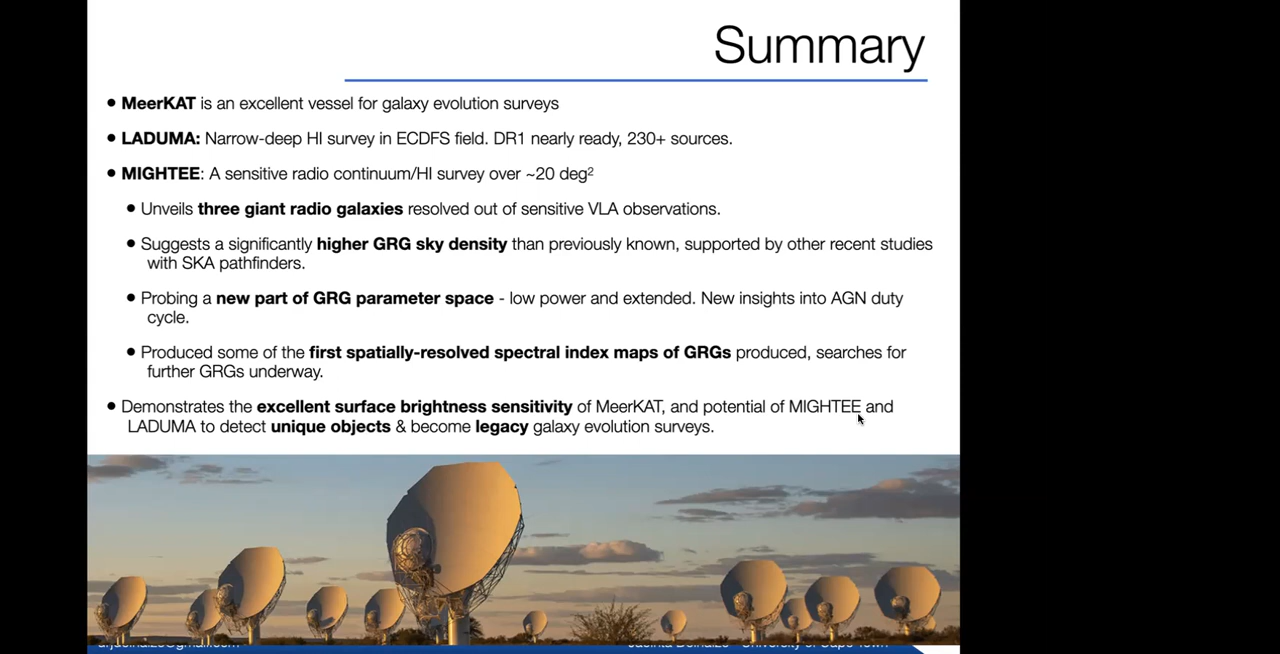 Summary
• MeerKAT is an excellent vessel for galaxy evolution surveys
• LADUMA: Narrow-deep HI survey in ECDFS field. DR1 nearly ready, 230+ sources.
• MIGHTEE: A sensitive radio continuum/HI survey over ~20 deg²
• Unveils three giant radio galaxies resolved out of sensitive VLA observations.
• Suggests a significantly higher GRG sky density than previously known, supported by other recent studies
with SKA pathfinders.
• Probing a new part of GRG parameter space - low power and extended. New insights into AGN duty
cycle.
• Produced some of the first spatially-resolved spectral index maps of GRGs produced, searches for
further GRGs underway.
• Demonstrates the excellent surface brightness sensitivity of MeerKAT, and potential of MIGHTEE and
LADUMA to detect unique objects & become legacy galaxy evolution surveys.
University of Cape Town